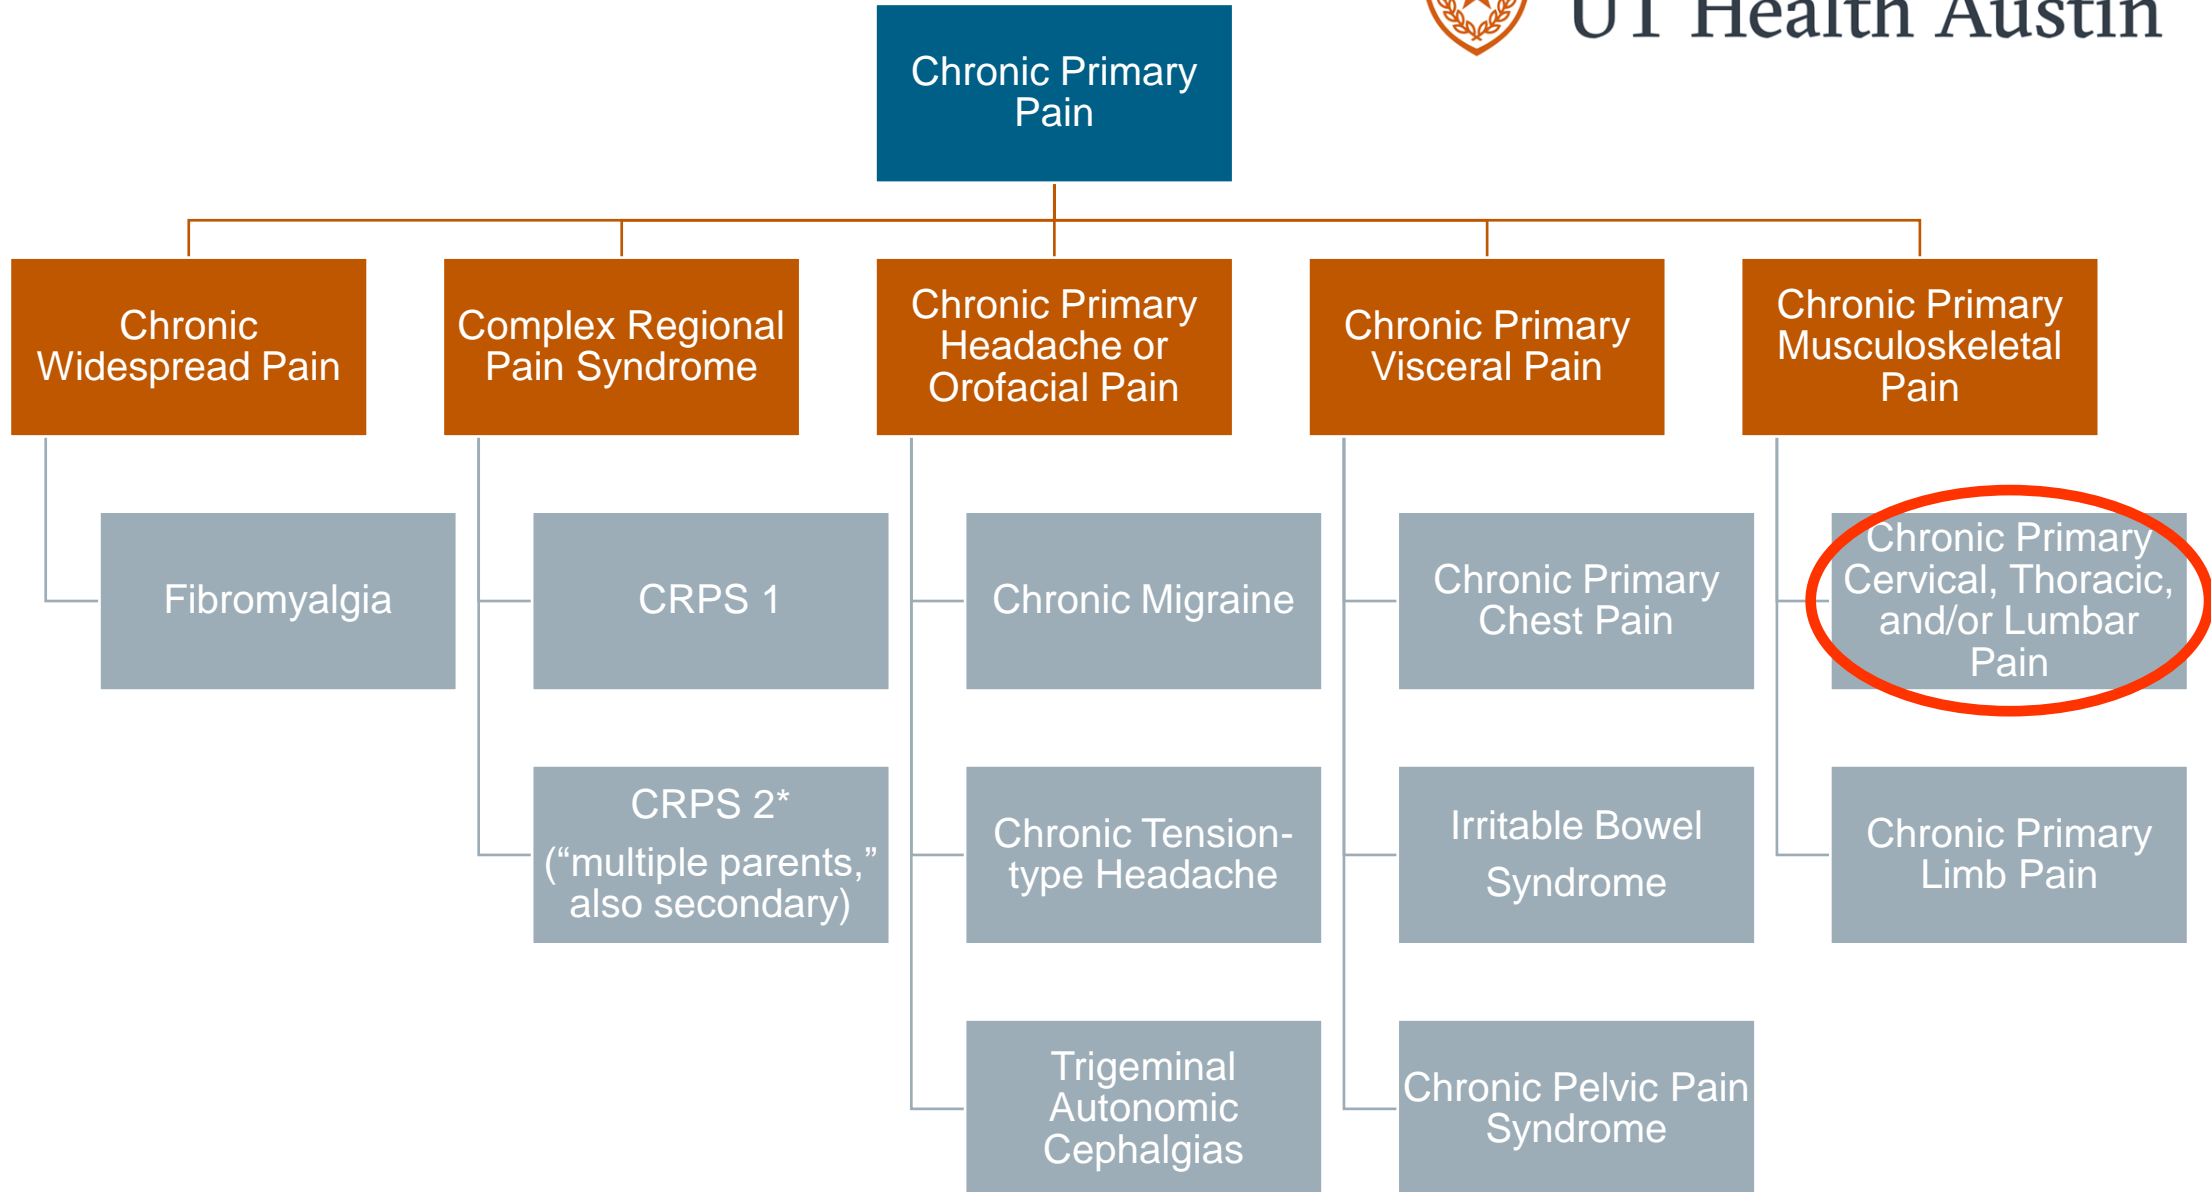 UT Health Austin
Chronic Primary
Pain
Chronic
Widespread Pain
Complex Regional
Pain Syndrome
Chronic Primary
Headache or
Orofacial Pain
Chronic Primary
Visceral Pain
Chronic Primary
Musculoskeletal
Pain
Fibromyalgia
CRPS 1
Chronic Migraine
Chronic Primary
Chest Pain
Chronic Primary
Cervical, Thoracic,
and/or Lumbar
Pain
CRPS 2*
(“multiple parents,”
also secondary)
Chronic Tension-
type Headache
Irritable Bowel
Syndrome
Chronic Primary
Limb Pain
Trigeminal
Autonomic
Cephalgias
Chronic Pelvic Pain
Syndrome